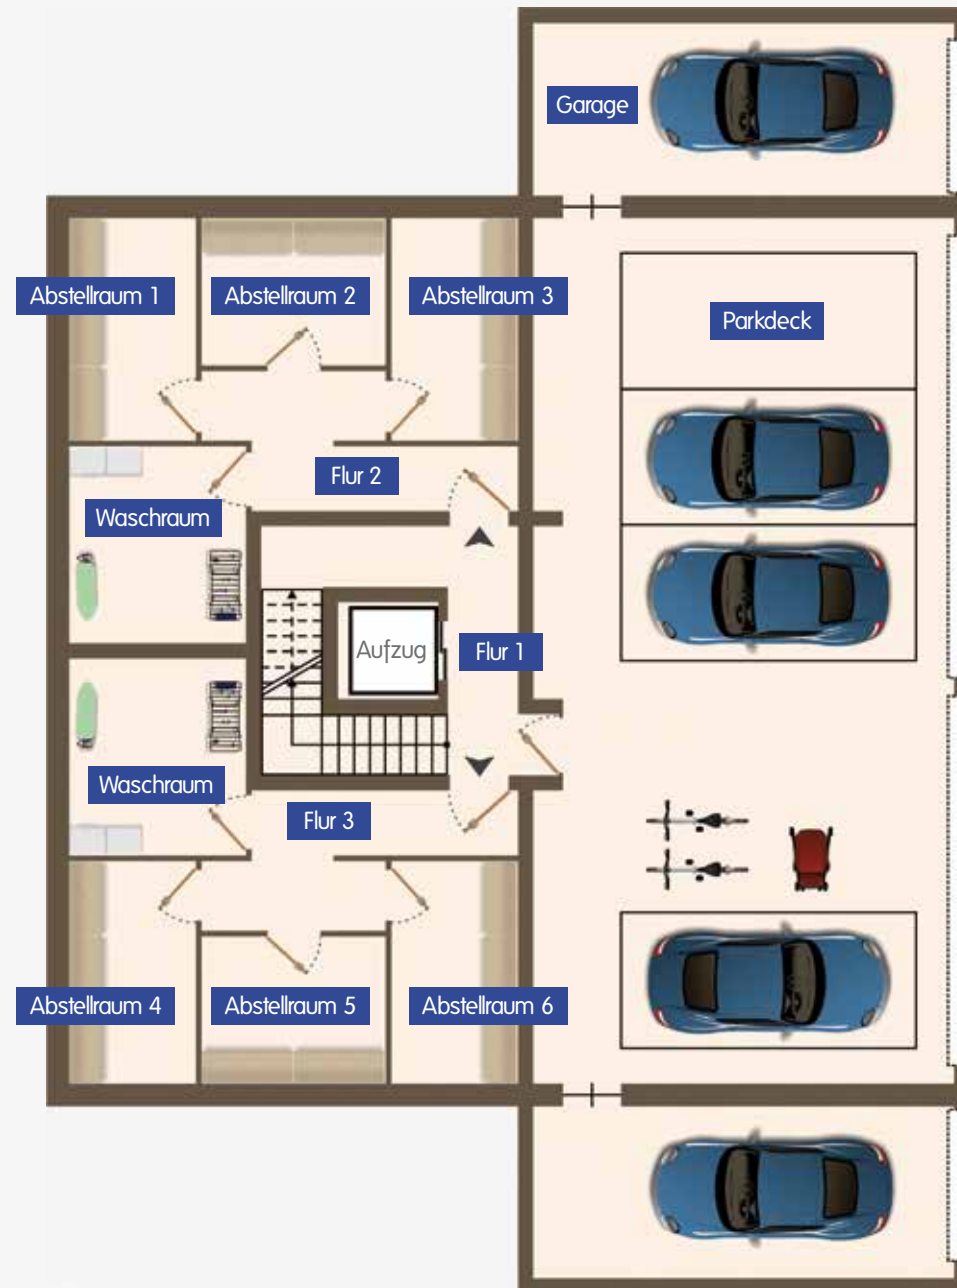 Garage
Abstellraum 1
Abstellraum 2
Abstellraum 3
Parkdeck
Flur 2
Waschraum
Aufzug
Flur 1
Waschraum
Flur 3
Abstellraum 4
Abstellraum 5
Abstellraum 6